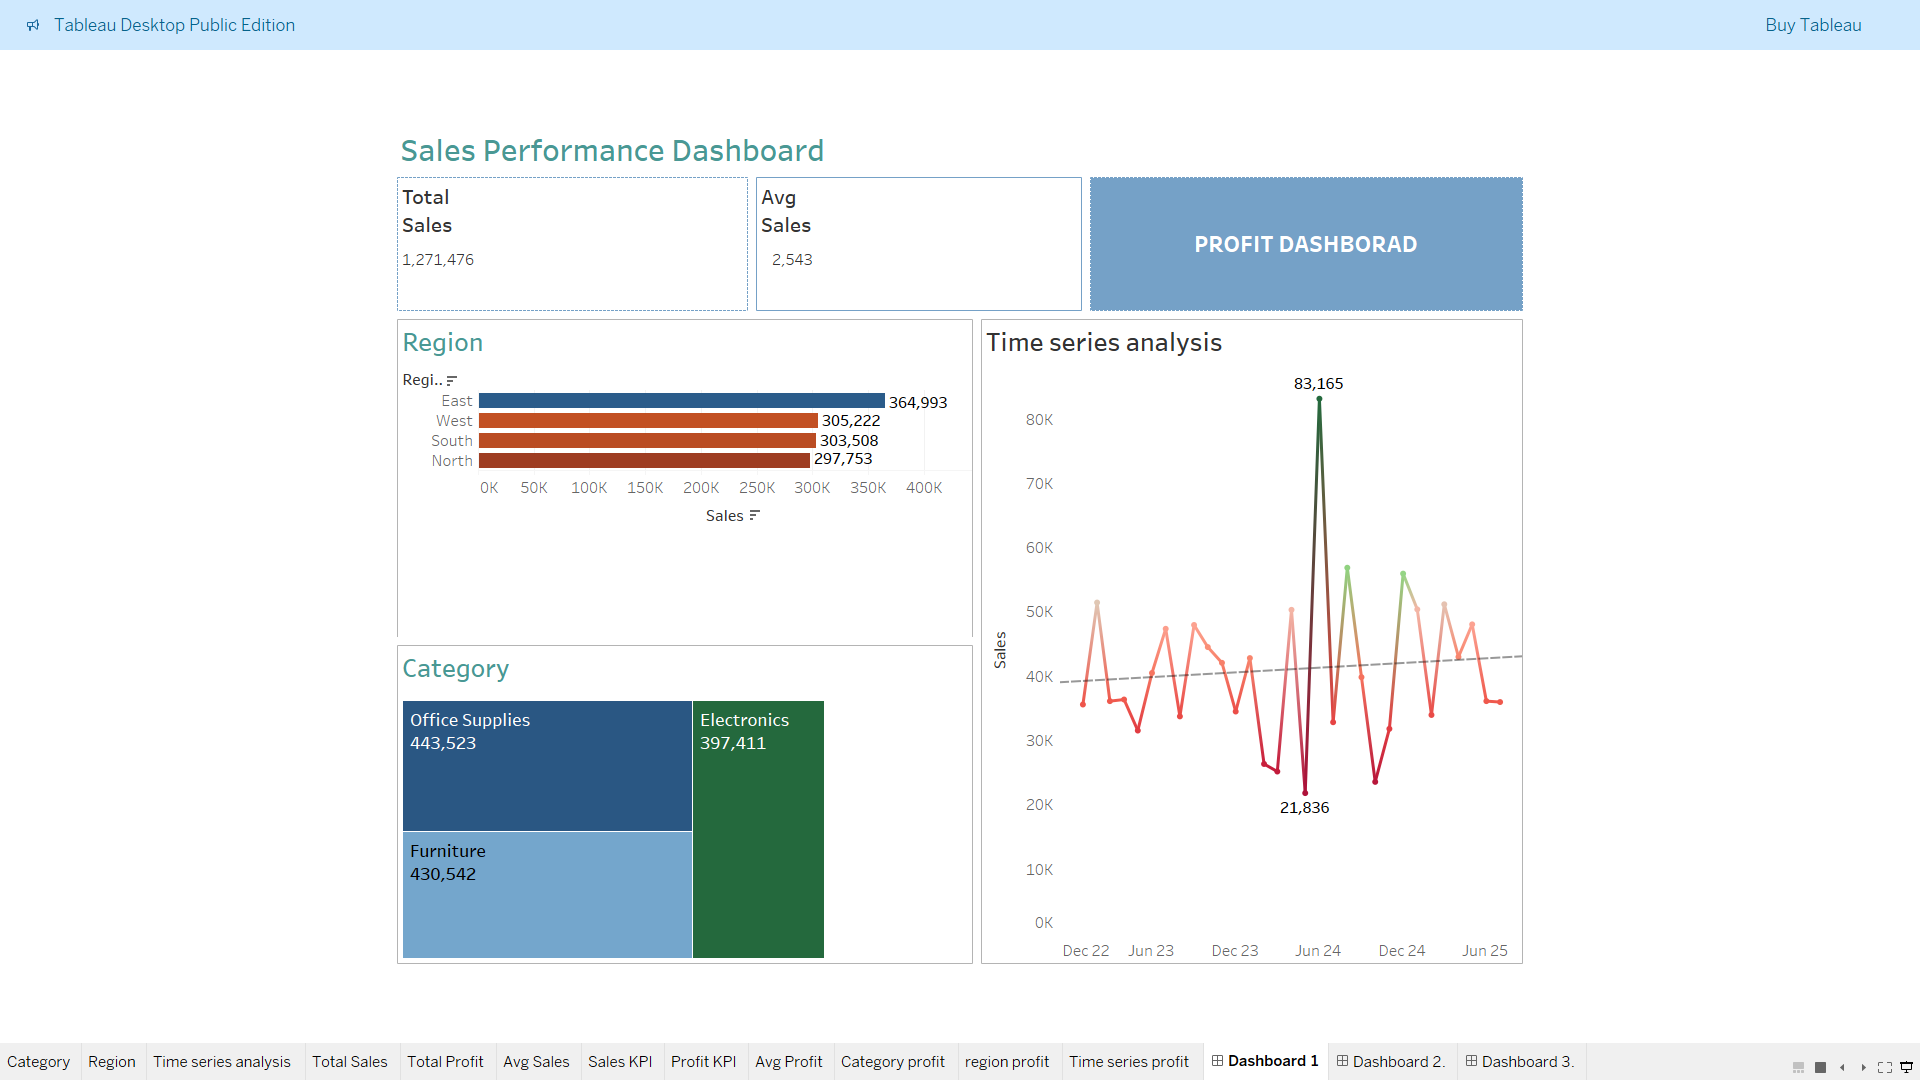 Tableau Desktop Public Edition
Buy Tableau
Sales Performance Dashboard
Total
Sales
1,271,476
Avg
Sales
2,543
PROFIT DASHBORAD
Region
Regi..
East
364,993
West
305,222
South
303,508
North
297,753
0K 50K 100K 150K 200K 250K 300K 350K 400K
Sales
Category
Office Supplies
443,523
Electronics
397,411
Furniture
430,542
Time series analysis
83,165
80K
70K
60K
50K
Sales
40K
30K
20K
21,836
10K
0K
Dec 22 Jun 23 Dec 23 Jun 24 Dec 24 Jun 25
Category Region Time series analysis Total Sales Total Profit Avg Sales Sales KPI Profit KPI Avg Profit Category profit region profit Time series profit Dashboard 1 Dashboard 2. Dashboard 3.